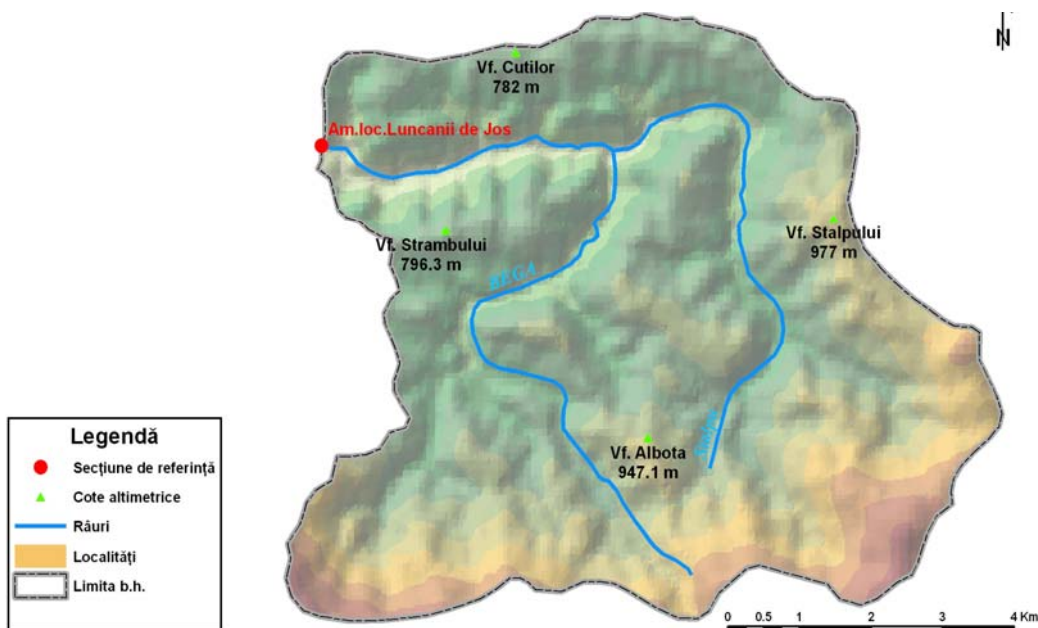 N
Vf. Cutilor
782 m
Am.loc.Luncanii de Jos
Vf. Strambului
796.3 m
Vf. Stalpului
977 m
BEGA
Vf. Albota
947.1 m
Legendă
Secțiune de referință
Cote altimetrice
Râuri
Localități
Limita b.h.
0 0.5 1 2 3 4 Km